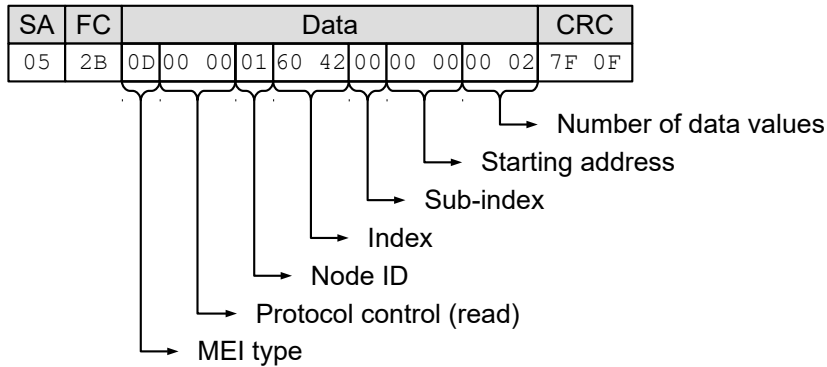 SA FC Data CRC
05 2B 0D 00 00 01 60 42 00 00 00 00 02 7F 0F
Number of data values
Starting address
Sub-index
Index
Node ID
Protocol control (read)
MEI type